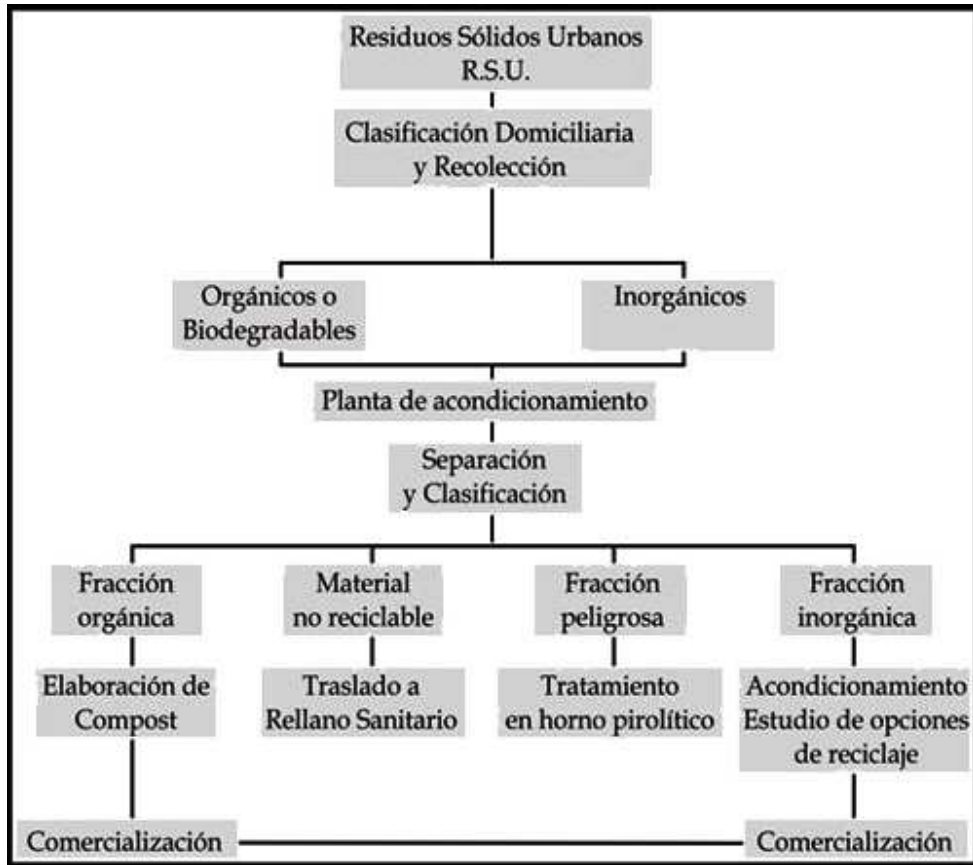 Residuos Sólidos Urbanos
R.S.U.
Clasificación Domiciliaria
y Recolección
Orgánicos o
Biodegradables
Inorgánicos
Planta de acondicionamiento
Separación
y Clasificación
Fracción
orgánica
Material
no reciclable
Fracción
peligrosa
Fracción
inorgánica
Elaboración de
Compost
Traslado a
Rellano Sanitario
Tratamiento
en horno pirolítico
Acondicionamiento
Estudio de opciones
de reciclaje
Comercialización
Comercialización